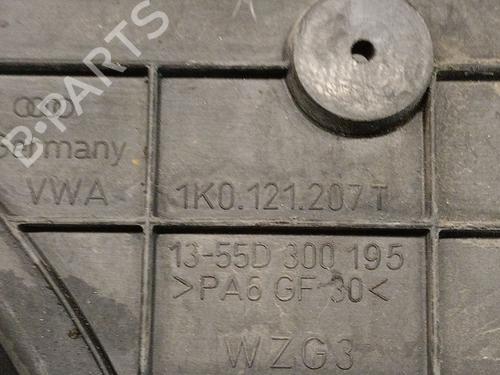 B-PARTS
Germany
VWA
1K0.121.207 T
13-55D 300 195
>PA6 GF 30<
WZG3